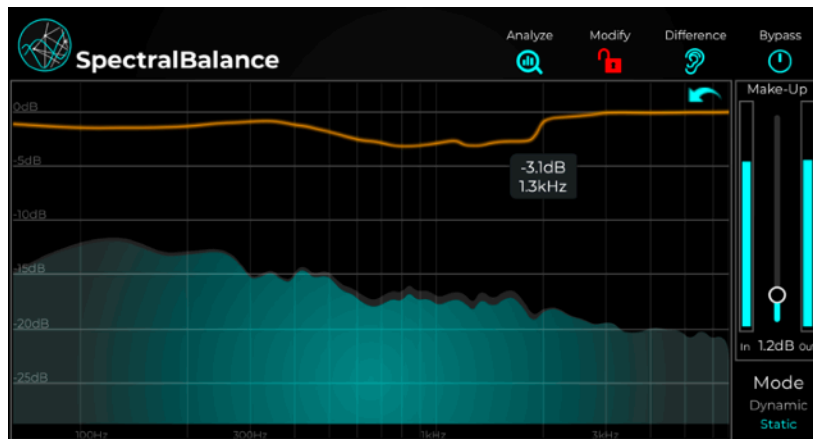 SpectralBalance
Analyze
Modify
Difference
Bypass
Make-Up
0dB
-5dB
-3.1dB
1.3kHz
-10dB
-15dB
-20dB
-25dB
In 1.2dB Out
Mode
Dynamic
Static
100Hz 300Hz 1kHz 3kHz